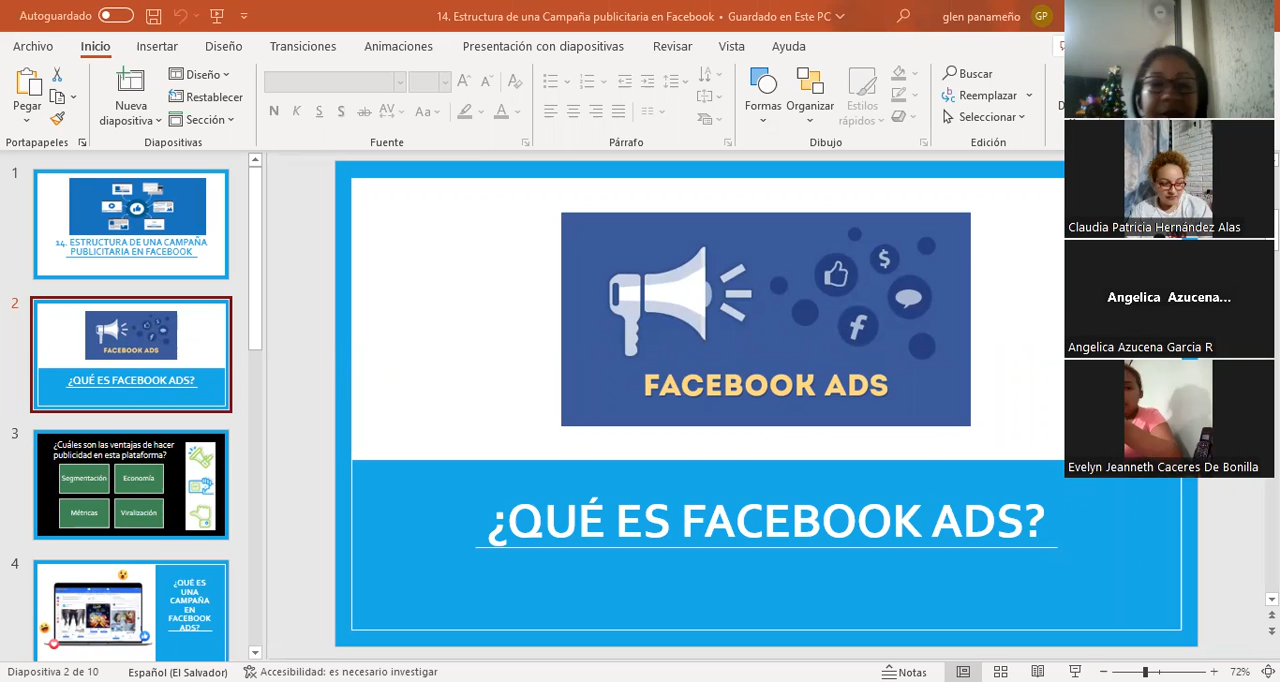 Autoguardado
14. Estructura de una Campaña publicitaria en Facebook • Guardado en Este PC
glen panameño
GP
Archivo
Inicio
Insertar
Diseño
Transiciones
Animaciones
Presentación con diapositivas
Revisar
Vista
Ayuda
Pegar
Nueva
diapositiva
Diseño
Restablecer
Sección
N K S S ab AV Aa A
Formas
Organizar
Estilos
rápidos
Buscar
Reemplazar
Seleccionar
Portapapeles
Diapositivas
Fuente
Párrafo
Dibujo
Edición
1
14. ESTRUCTURA DE UNA CAMPAÑA
PUBLICITARIA EN FACEBOOK
2
FACEBOOK ADS
¿QUÉ ES FACEBOOK ADS?
3
¿Cuáles son las ventajas de hacer
publicidad en esta plataforma?
Segmentación
Economía
Métricas
Viralización
4
¿QUÉ ES
UNA
CAMPAÑA
EN
FACEBOOK
ADS?
FACEBOOK ADS
¿QUÉ ES FACEBOOK ADS?
Claudia Patricia Hernández Alas
Angelica Azucena...
Angelica Azucena Garcia R
Evelyn Jeanneth Caceres De Bonilla
Diapositiva 2 de 10
Español (El Salvador)
Accesibilidad: es necesario investigar
Notas
72%